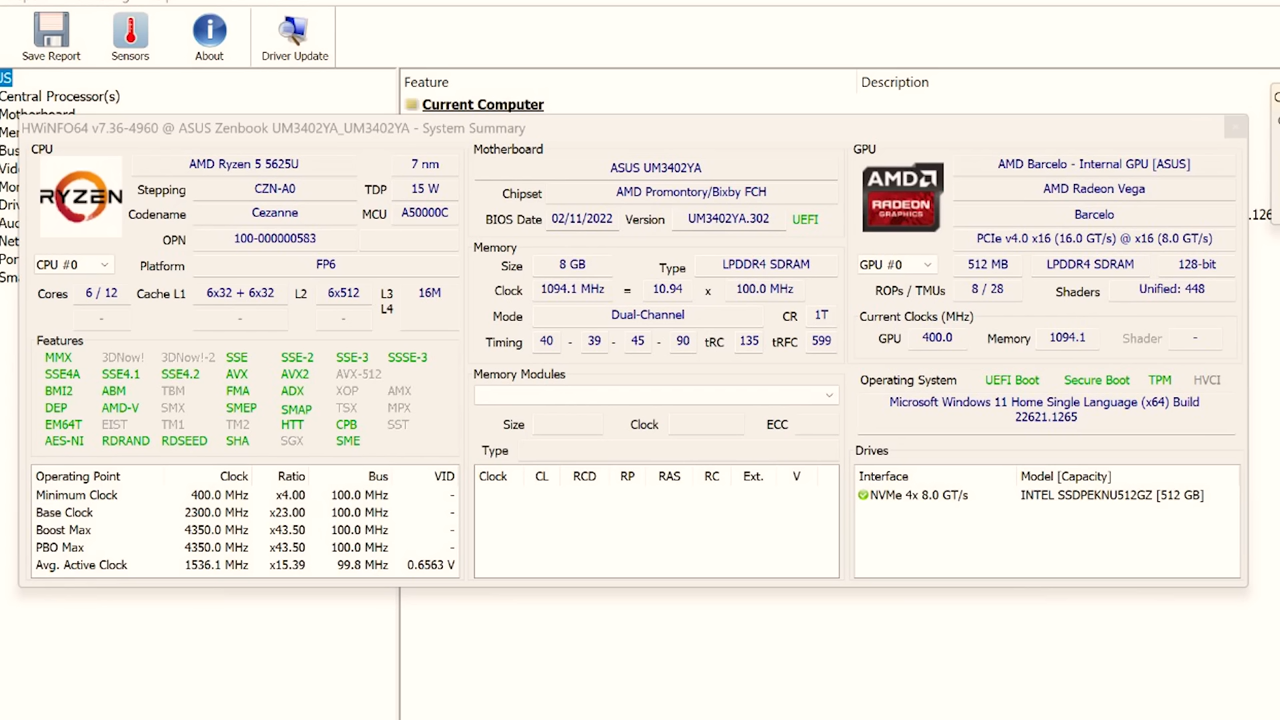 Save Report
Sensors
About
Driver Update
Feature
Description
Current Computer
Central Processor(s)
HWiNFO64 v7.36-4960 @ ASUS Zenbook UM3402YA_UM3402YA - System Summary
CPU
AMD Ryzen 5 5625U 7 nm
RYZEN
Stepping CZN-A0 TDP 15 W
Codename Cezanne MCU A50000C
OPN 100-000000583
CPU #0 Platform FP6
Cores 6 / 12 Cache L1 6x32 + 6x32 L2 6x512 L3 16M
L4
- - -
Features
MMX 3DNow! 3DNow!-2 SSE SSE-2 SSE-3 SSSE-3
SSE4A SSE4.1 SSE4.2 AVX AVX2 AVX-512
BMI2 ABM TBM FMA ADX XOP AMX
DEP AMD-V SMX SMEP SMAP TSX MPX
EM64T EIST TM1 TM2 HTT CPB SST
AES-NI RDRAND RDSEED SHA SGX SME
Operating Point Clock Ratio Bus VID
Minimum Clock 400.0 MHz x4.00 100.0 MHz -
Base Clock 2300.0 MHz x23.00 100.0 MHz -
Boost Max 4350.0 MHz x43.50 100.0 MHz -
PBO Max 4350.0 MHz x43.50 100.0 MHz -
Avg. Active Clock 1536.1 MHz x15.39 99.8 MHz 0.6563 V
Motherboard
ASUS UM3402YA
Chipset AMD Promontory/Bixby FCH
BIOS Date 02/11/2022 Version UM3402YA.302 UEFI
Memory
Size 8 GB Type LPDDR4 SDRAM
Clock 1094.1 MHz = 10.94 x 100.0 MHz
Mode Dual-Channel CR 1T
Timing 40 - 39 - 45 - 90 tRC 135 tRFC 599
Memory Modules
Size Clock ECC
Type
Clock CL RCD RP RAS RC Ext. V
GPU
AMD Barcelo - Internal GPU [ASUS]
AMD Radeon Vega
Barcelo
PCIe v4.0 x16 (16.0 GT/s) @ x16 (8.0 GT/s)
AMD
RADEON
GRAPHICS
GPU #0 512 MB LPDDR4 SDRAM 128-bit
ROPs / TMUs 8 / 28 Shaders Unified: 448
Current Clocks (MHz)
GPU 400.0 Memory 1094.1 Shader -
Operating System UEFI Boot Secure Boot TPM HVCI
Microsoft Windows 11 Home Single Language (x64) Build
22621.1265
Drives
Interface Model [Capacity]
NVMe 4x 8.0 GT/s INTEL SSDPEKNU512GZ [512 GB]